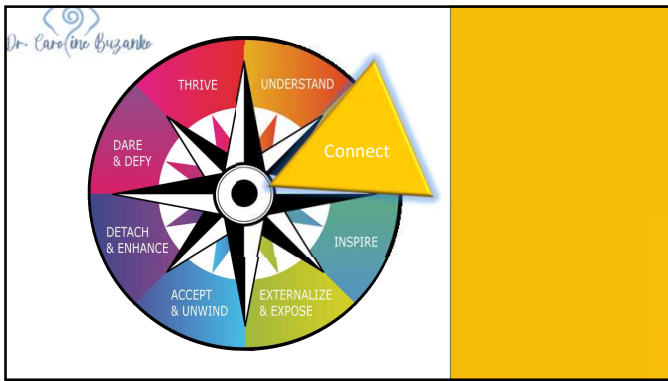 Dr. Caroline Buzanko
THRIVE
UNDERSTAND
Connect
DARE
& DEFY
DETACH
& ENHANCE
INSPIRE
ACCEPT
& UNWIND
EXTERNALIZE
& EXPOSE